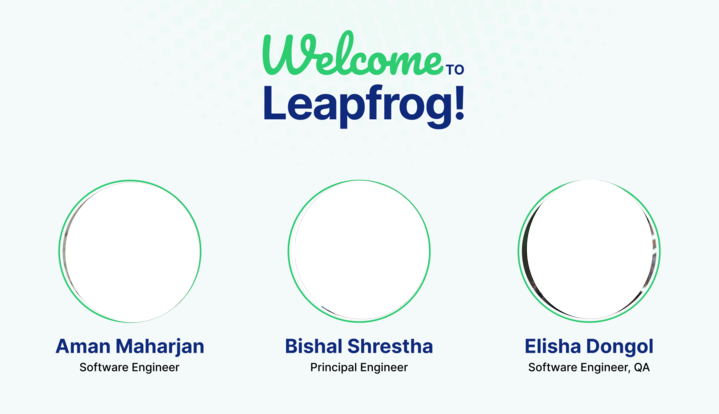 Welcome TO
Leapfrog!
Aman Maharjan
Software Engineer
Bishal Shrestha
Principal Engineer
Elisha Dongol
Software Engineer, QA